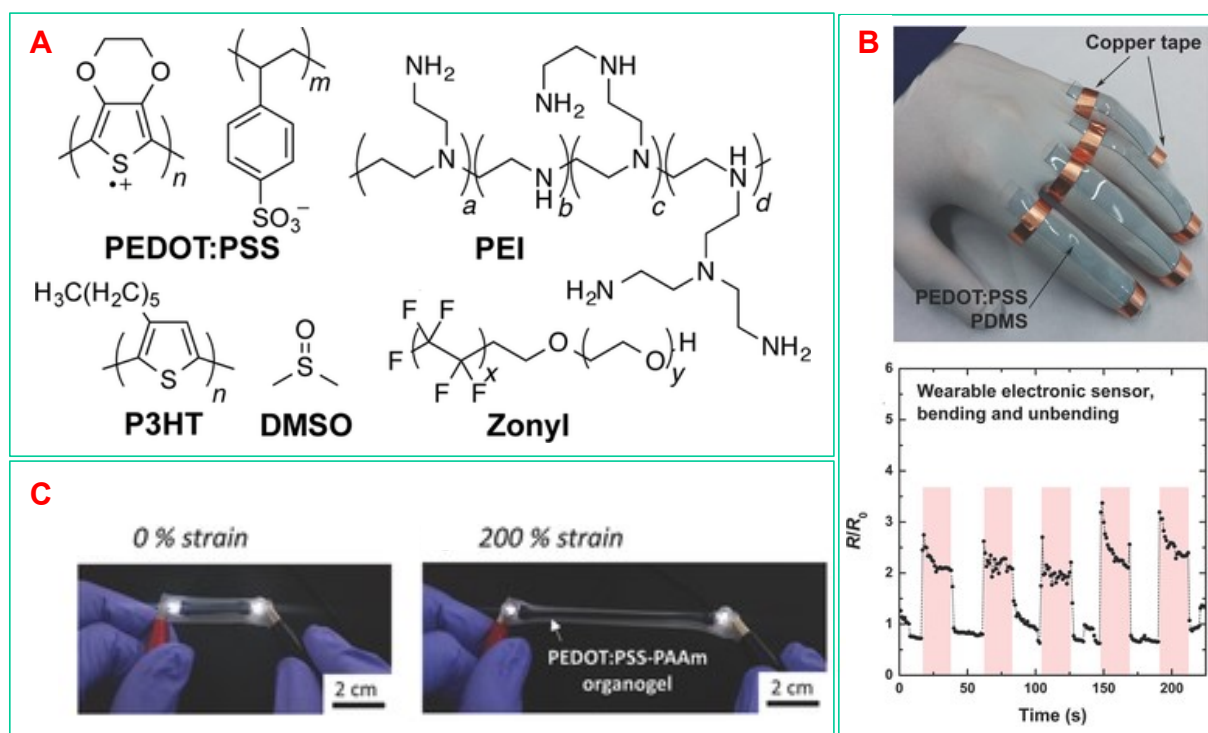 A
O
O
S
•+
n
m
SO₃⁻
PEDOT:PSS
NH₂
N
a
N
H
b
NH
NH₂
N
c
H
N
d
N
H₂N
NH₂
PEI
H₃C(H₂C)₅
S
n
P3HT
O
S
DMSO
F
F
F
F
F
F
x
O
O
H
y
Zonyl
B
Copper tape
PEDOT:PSS
PDMS
Wearable electronic sensor,
bending and unbending
R/R₀
6
5
4
3
2
1
0
0
50
100
150
200
Time (s)
C
0 % strain
200 % strain
PEDOT:PSS-PAAm
organogel
2 cm
2 cm